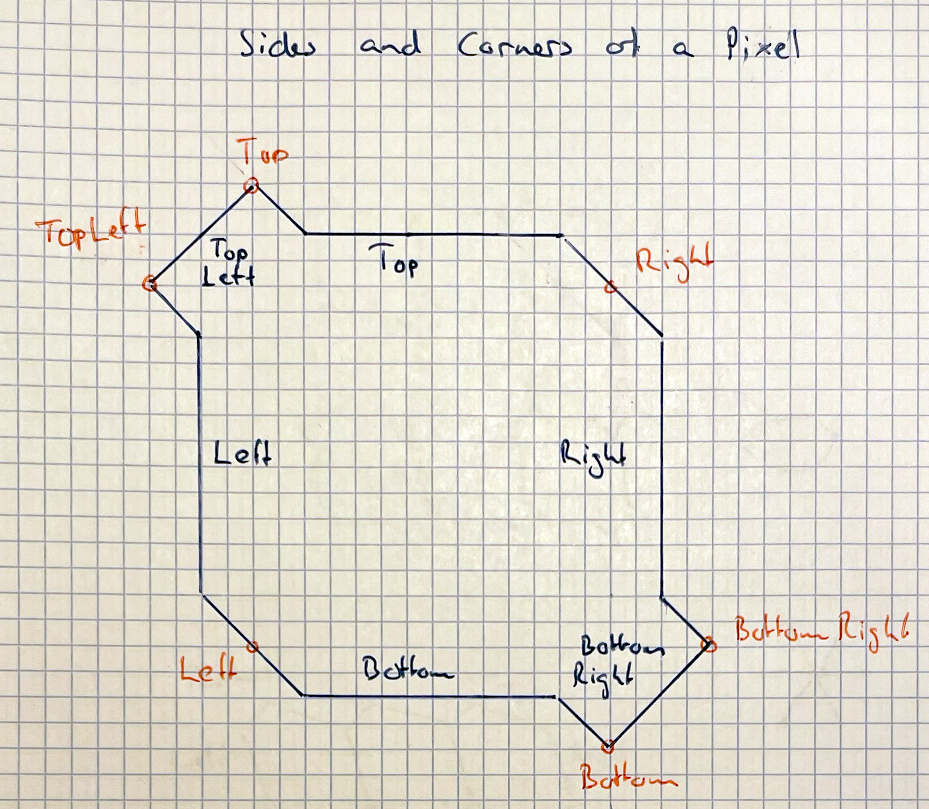 Sides and Corners of a Pixel
Top
TopLeft
Top
Left
Top
Right
Left
Right
Bottom Right
Left
Bottom
Bottom
Right
Bottom